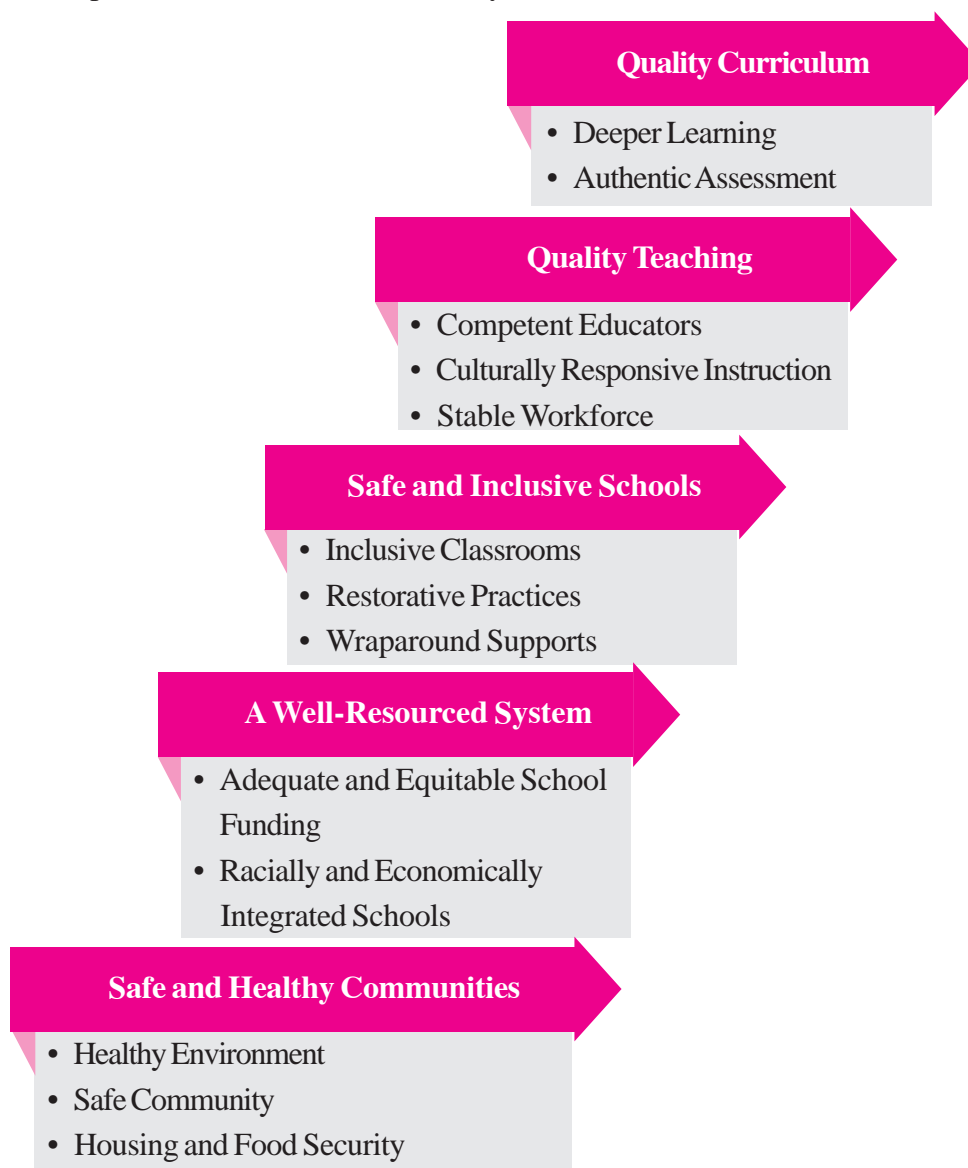 Quality Curriculum
• Deeper Learning
• Authentic Assessment
Quality Teaching
• Competent Educators
• Culturally Responsive Instruction
• Stable Workforce
Safe and Inclusive Schools
• Inclusive Classrooms
• Restorative Practices
• Wraparound Supports
A Well-Resourced System
• Adequate and Equitable School
Funding
• Racially and Economically
Integrated Schools
Safe and Healthy Communities
• Healthy Environment
• Safe Community
• Housing and Food Security